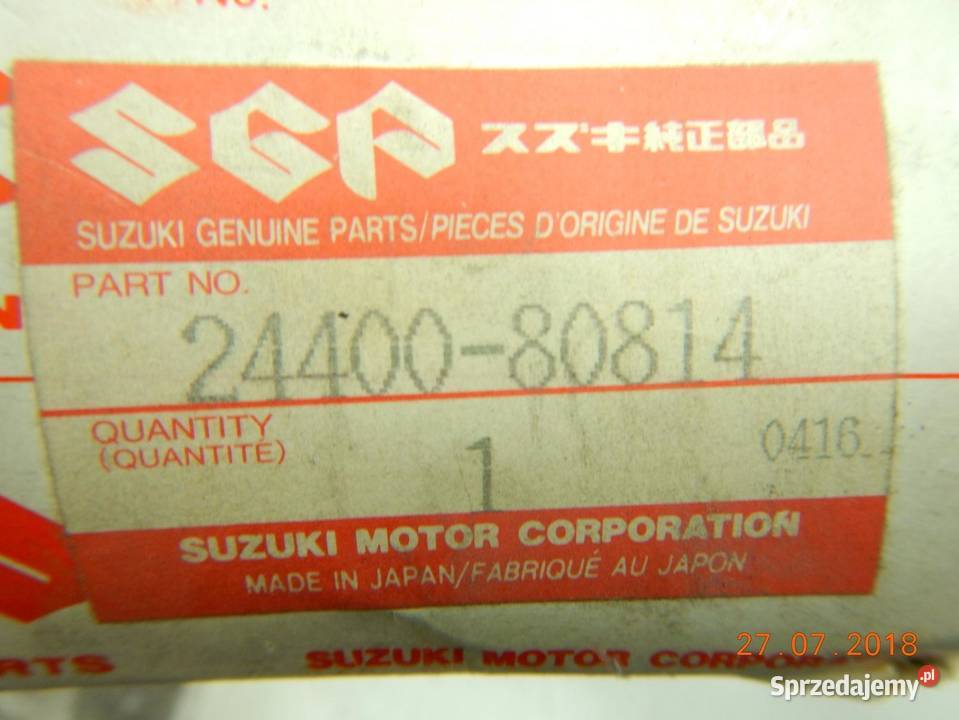 No.
SGP スズキ純正部品
SUZUKI GENUINE PARTS/PIECES D'ORIGINE DE SUZUKI
PART NO.
24400-80814
QUANTITY
(QUANTITÉ)
1
0416
SUZUKI MOTOR CORPORATION
MADE IN JAPAN/FABRIQUÉ AU JAPON
27.07.2018
SUZUKI MOTOR
Sprzedajemy.pl